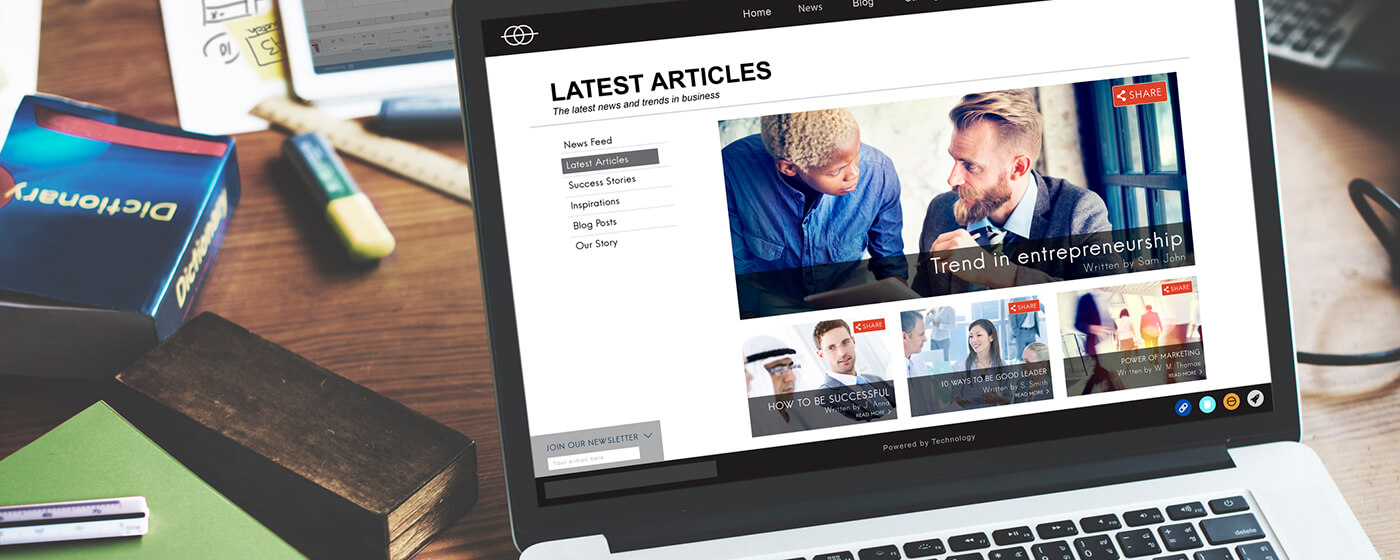 Home News Blog
LATEST ARTICLES
The latest news and trends in business
News Feed
Latest Articles
Success Stories
Inspirations
Blog Posts
Our Story
SHARE
Trend in entrepreneurship
Written by Sam John
SHARE
HOW TO BE SUCCESSFUL
Written by J. Anna
READ MORE
SHARE
10 WAYS TO BE GOOD LEADER
Written by S. Smith
READ MORE
SHARE
POWER OF MARKETING
Written by W. M. Thomas
READ MORE
JOIN OUR NEWSLETTER
Your e-mail here
Powered by Technology
Dictionary
Dictionary
delete